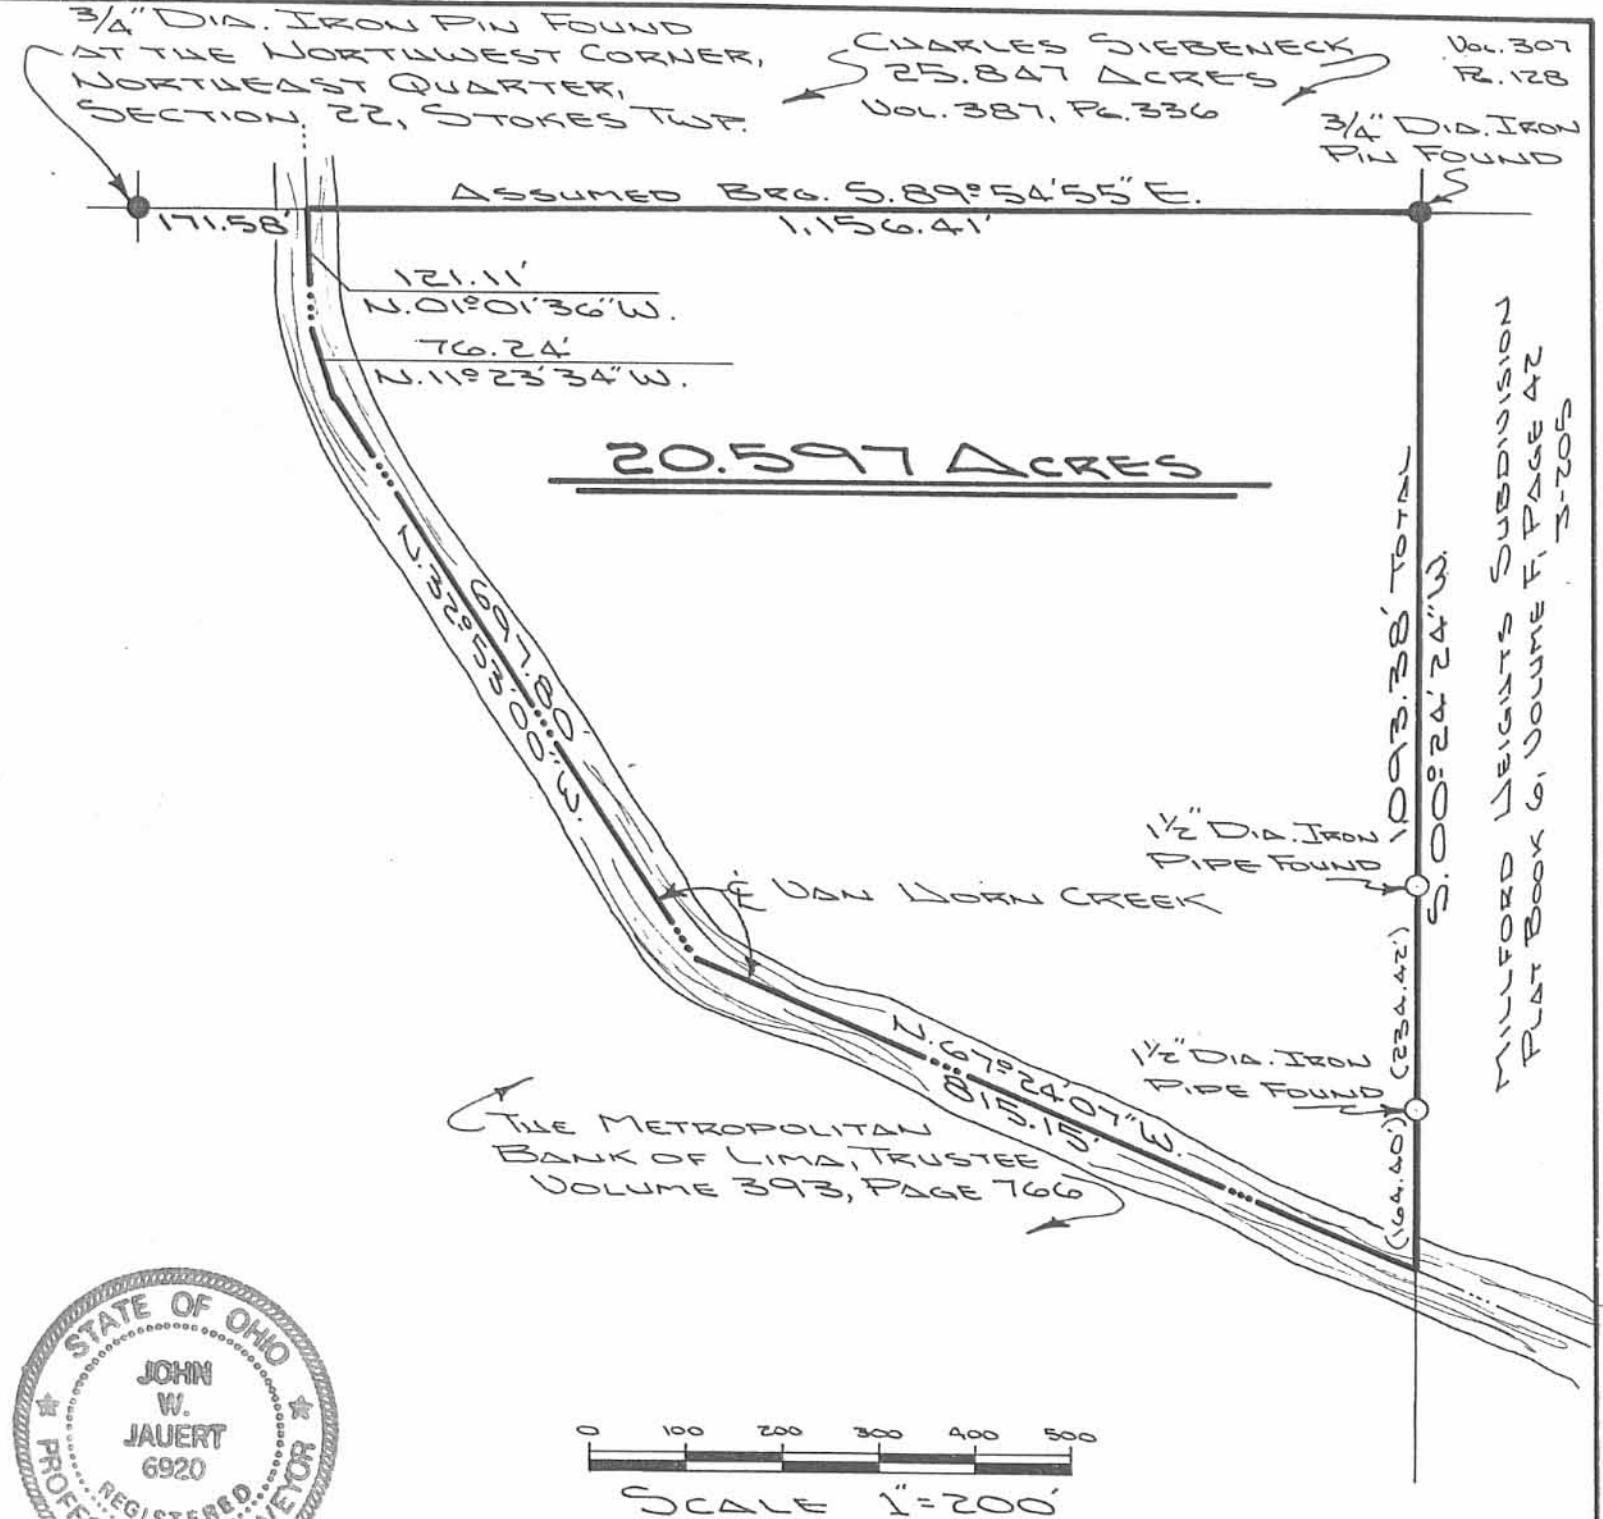 3/4" DIA. IRON PIN FOUND
AT THE NORTHWEST CORNER,
NORTHEAST QUARTER,
SECTION 22, STOKES TWP.
CHARLES SIEBENECK
25.847 ACRES
VOL. 387, PG. 336
VOL. 307
PG. 128
3/4" DIA. IRON
PIN FOUND
ASSUMED BRG. S. 89° 54' 55" E.
171.58'
1,156.41'
121.11'
N. 01° 01' 36" W.
76.24'
N. 11° 23' 34" W.
20.597 ACRES
697.80
N. 32° 53' 00" W.
1093.38' TOTAL
S. 00° 24' 24" W.
MILLFORD HEIGHTS SUBDIVISION
PLAT BOOK 6, VOLUME F, PAGE 42
3-205
1 1/2" DIA. IRON
PIPE FOUND
℄ VAN HORN CREEK
(234.42')
N. 67° 24' 07" W.
815.15'
1 1/2" DIA. IRON
PIPE FOUND
(164.40')
THE METROPOLITAN
BANK OF LIMA, TRUSTEE
VOLUME 393, PAGE 766
STATE OF OHIO
JOHN
W.
JAUERT
6920
REGISTERED
0 100 200 300 400 500
SCALE 1" = 200'